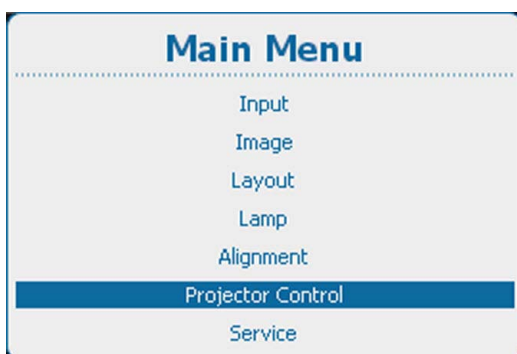 Main Menu
Input
Image
Layout
Lamp
Alignment
Projector Control
Service